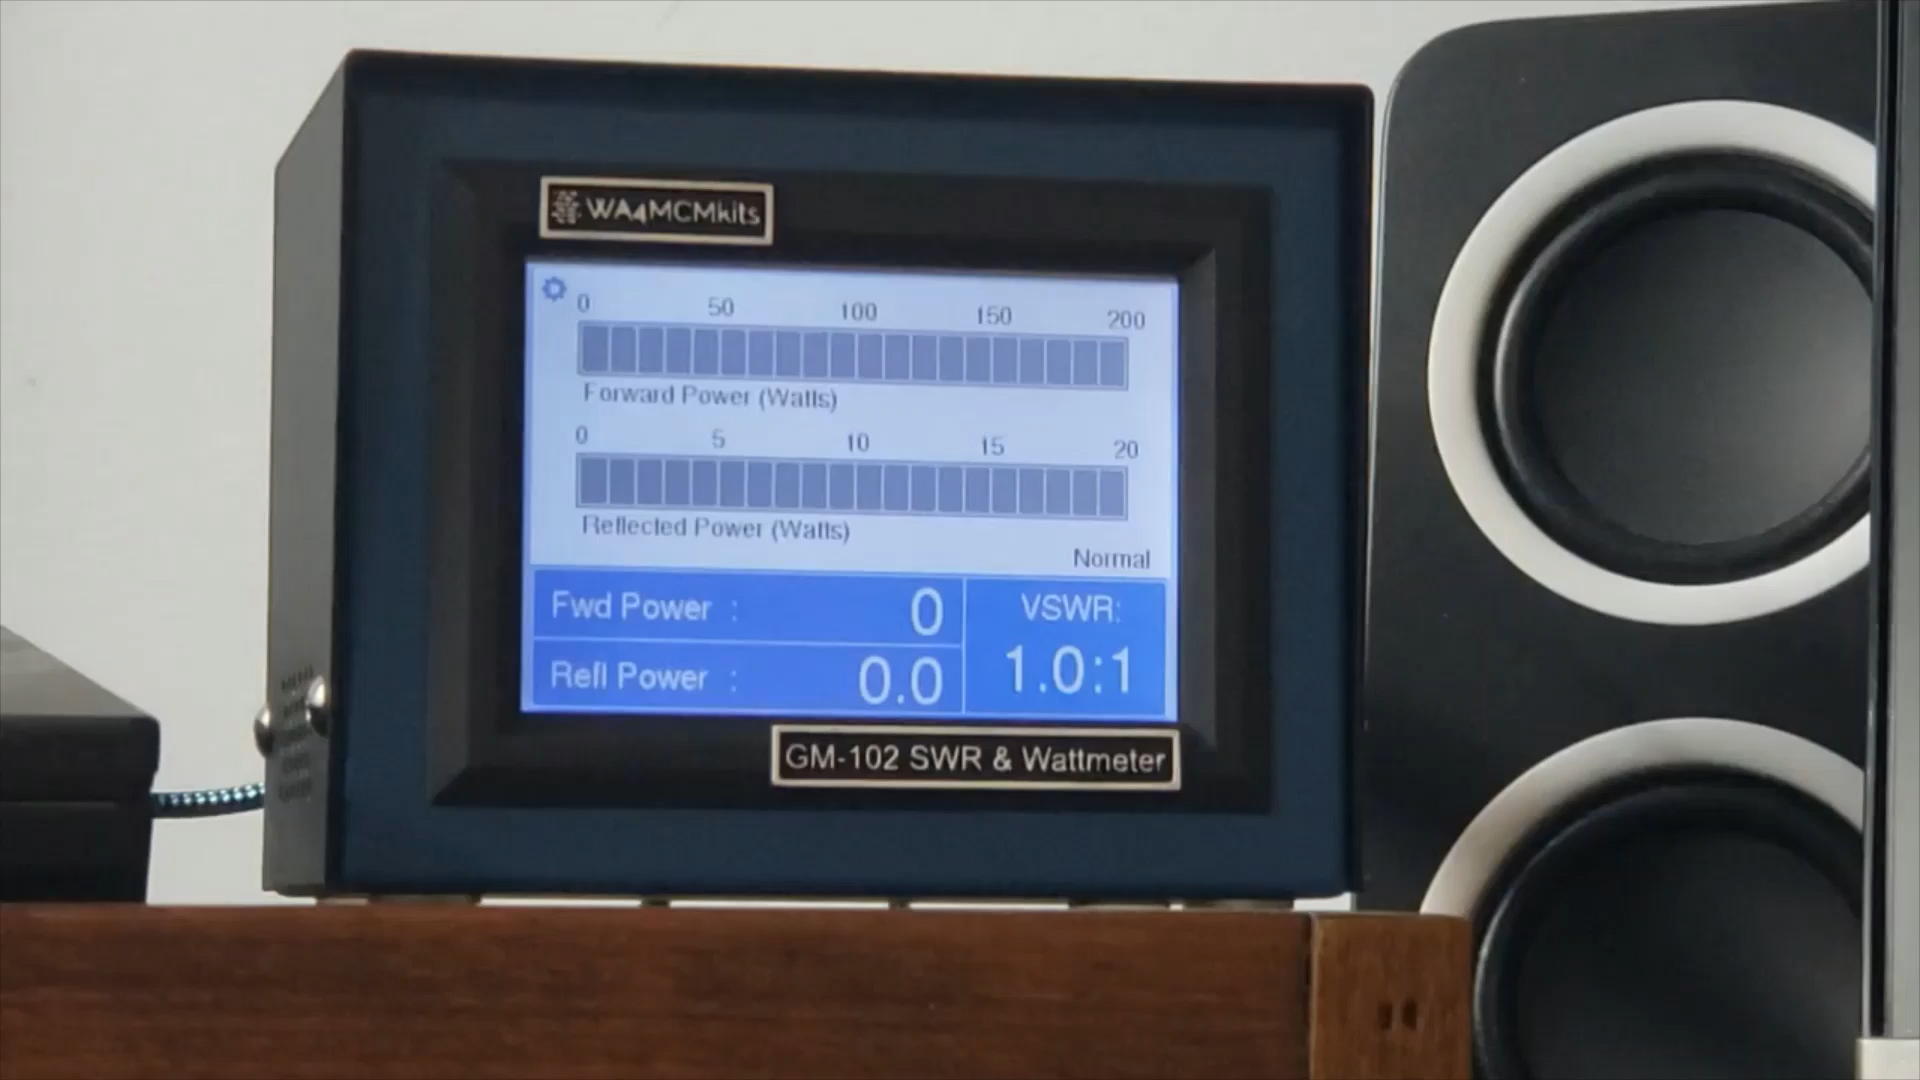 WA4MCMkits
0 50 100 150 200
Forward Power (Watts)
0 5 10 15 20
Reflected Power (Watts)
Normal
Fwd Power : 0
VSWR:
1.0:1
Refl Power : 0.0
GM-102 SWR & Wattmeter